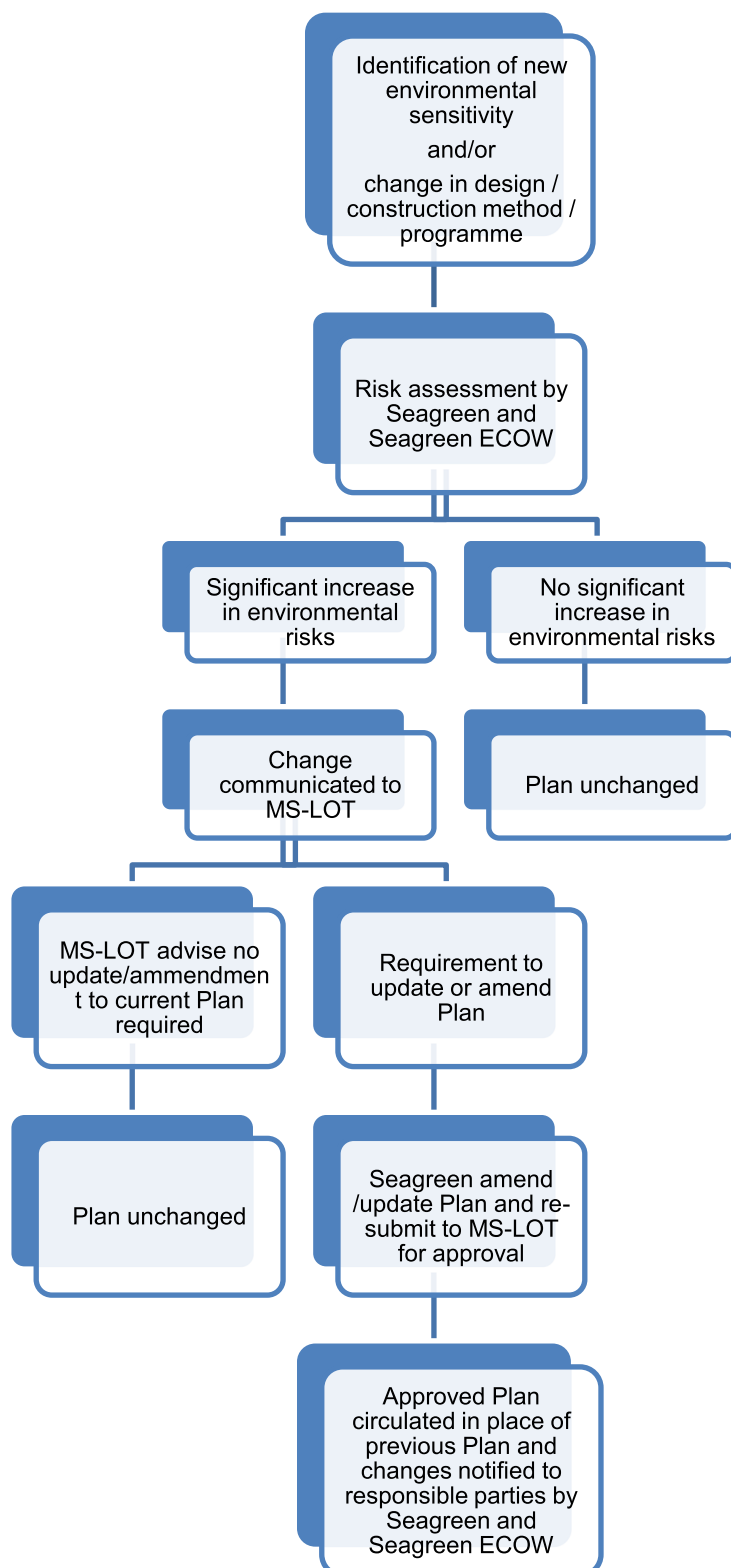 Identification of new
environmental
sensitivity
and/or
change in design /
construction method /
programme
Risk assessment by
Seagreen and
Seagreen ECOW
Significant increase
in environmental
risks
No significant
increase in
environmental risks
Change
communicated to
MS-LOT
Plan unchanged
MS-LOT advise no
update/ammendmen
t to current Plan
required
Requirement to
update or amend
Plan
Plan unchanged
Seagreen amend
/update Plan and re-
submit to MS-LOT
for approval
Approved Plan
circulated in place of
previous Plan and
changes notified to
responsible parties by
Seagreen and
Seagreen ECOW